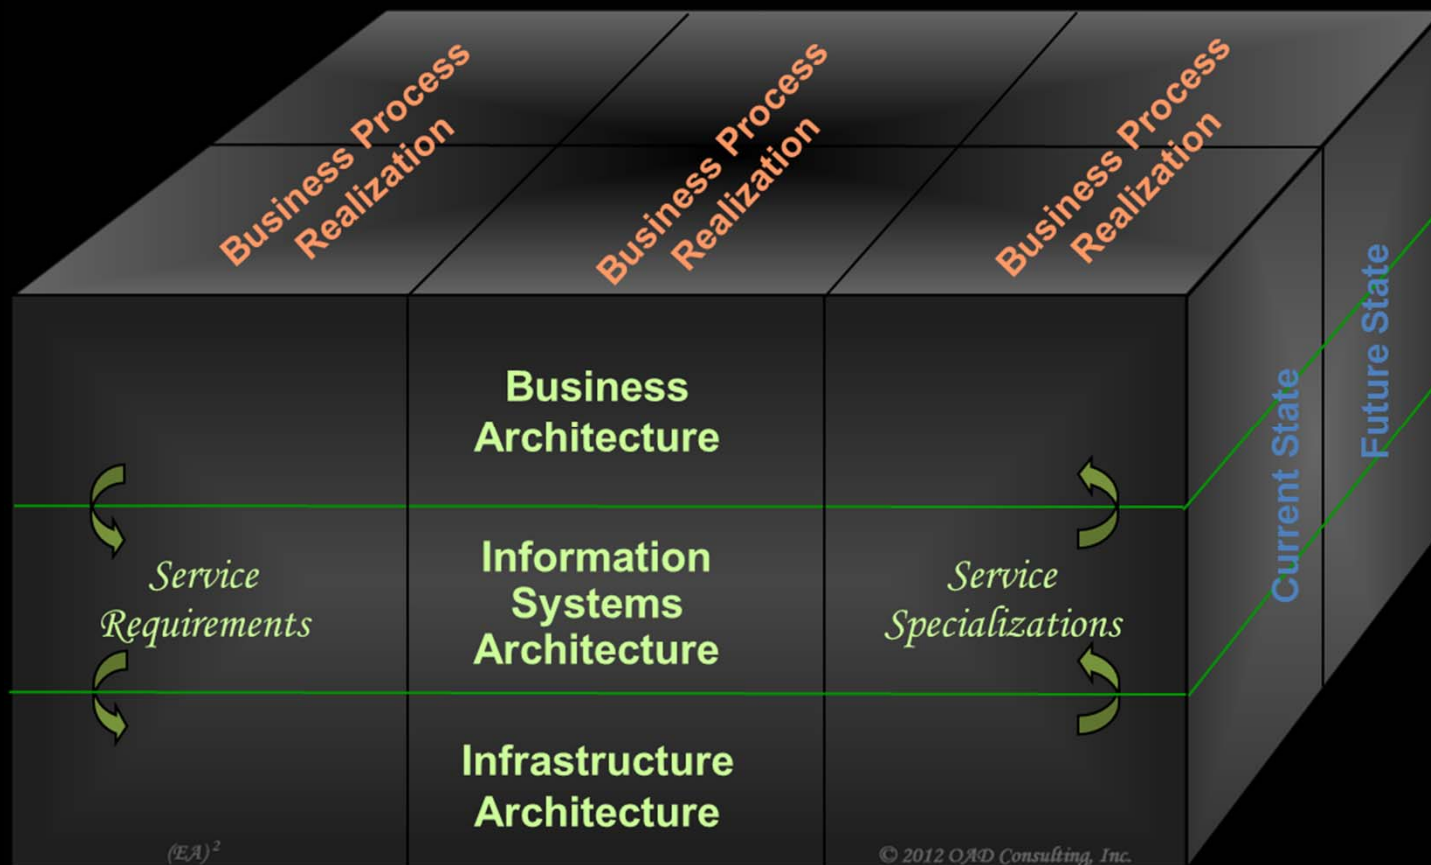 Business Process
Realization
Business Process
Realization
Business Process
Realization
Business
Architecture
Information
Systems
Architecture
Infrastructure
Architecture
Service
Requirements
Service
Specializations
Current State
Future State
(EA)²
© 2012 OAD Consulting, Inc.